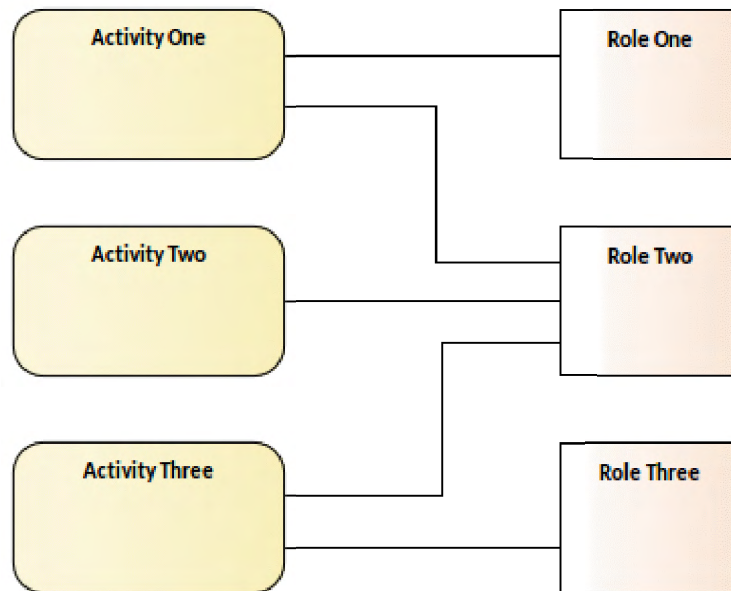 Activity One
Role One
Activity Two
Role Two
Activity Three
Role Three